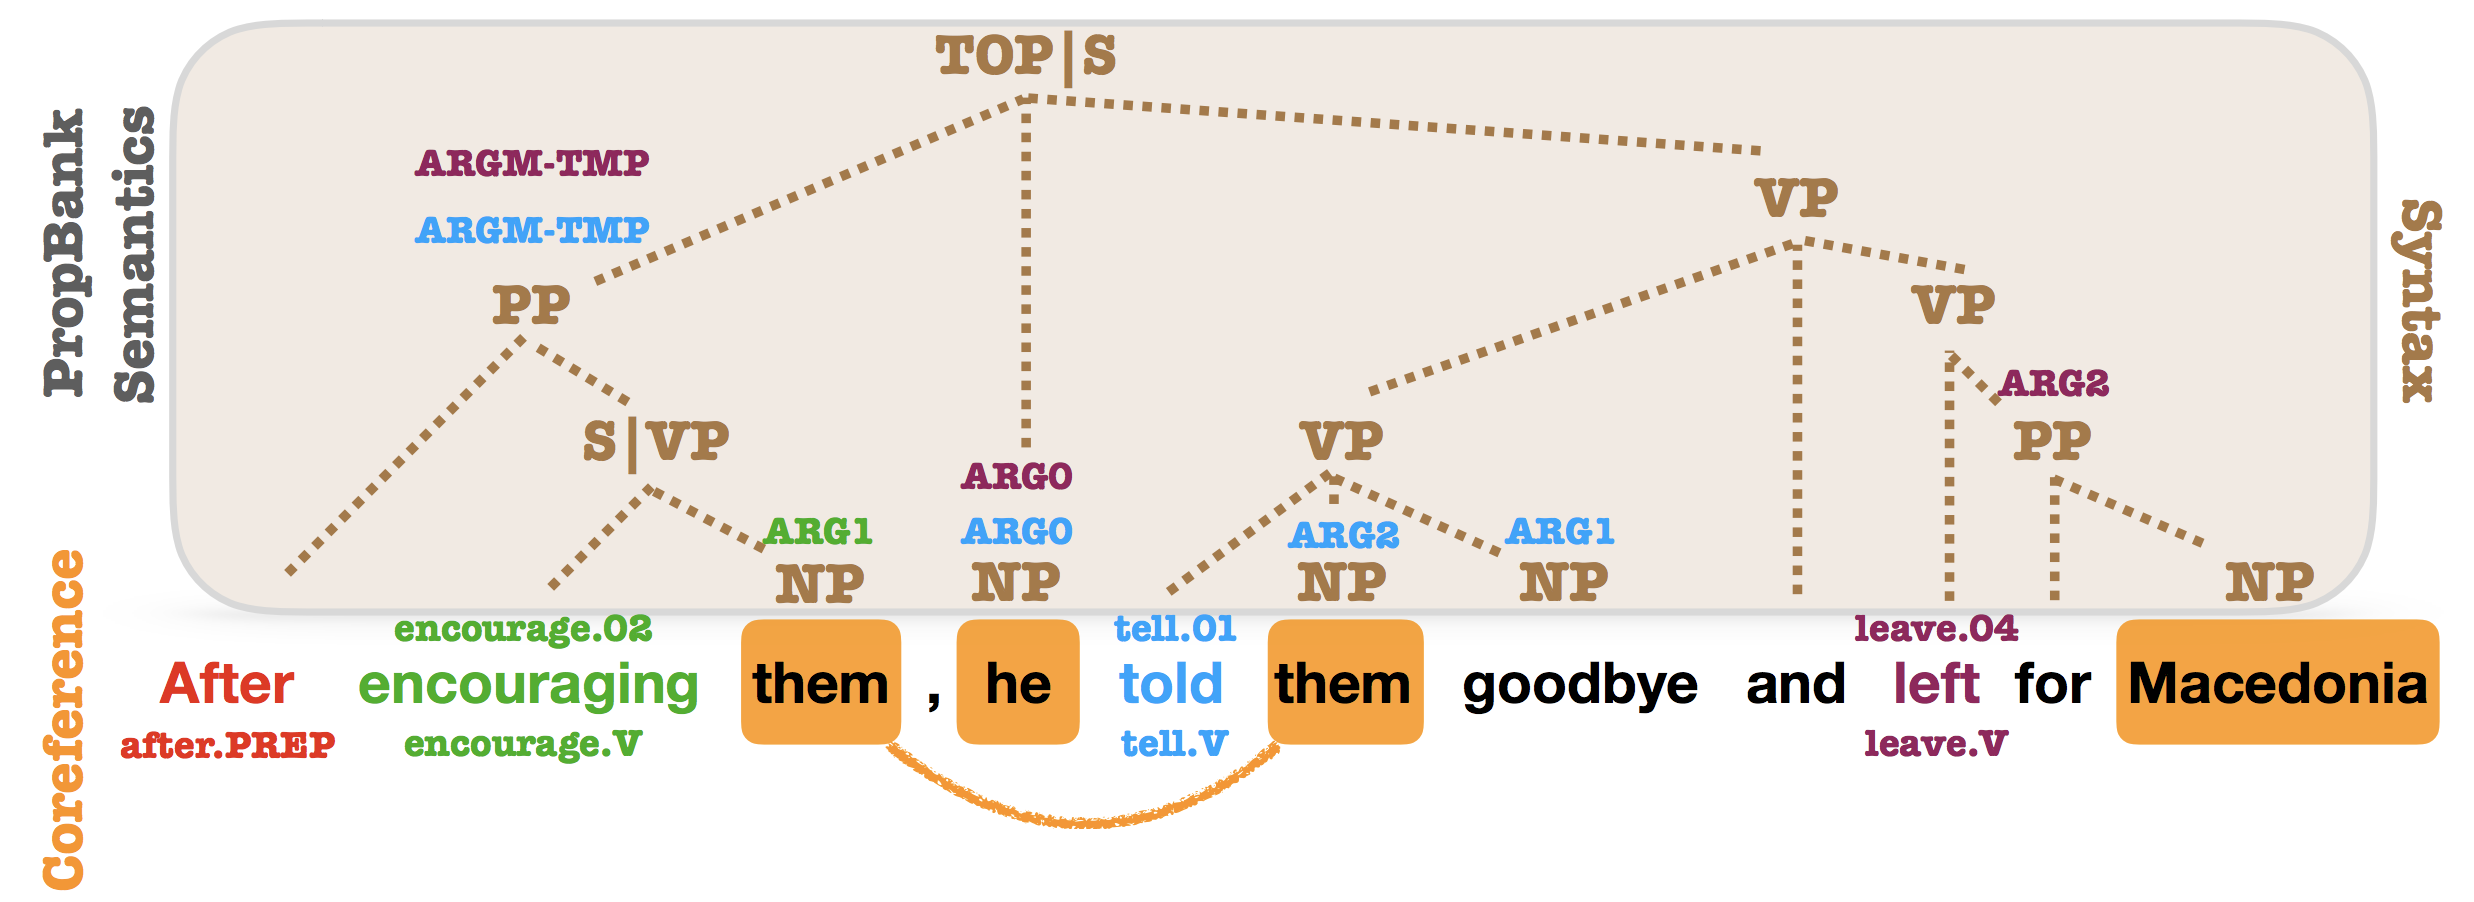 TOP|S
PropBank
Semantics
Syntax
Coreference
ARGM-TMP
ARGM-TMP
VP
PP
VP
ARG2
S|VP
VP
PP
ARG0
ARG1
ARG0
ARG2
ARG1
NP
NP
NP
NP
NP
encourage.02
tell.01
leave.04
After encouraging them , he told them goodbye and left for Macedonia
after.PREP
encourage.V
tell.V
leave.V